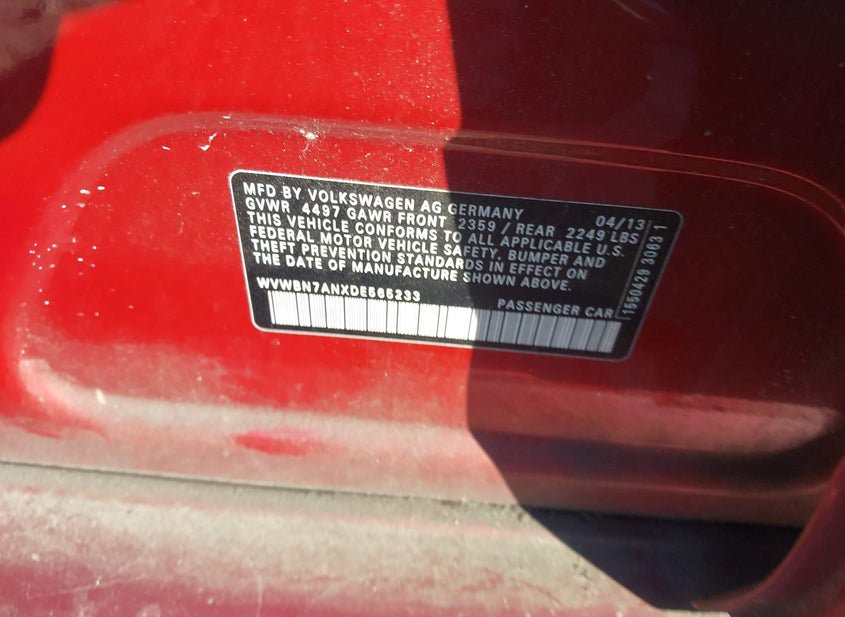 MFD BY VOLKSWAGEN AG GERMANY 04/13
GVWR 4497 GAWR FRONT 2359 / REAR 2249 LBS
THIS VEHICLE CONFORMS TO ALL APPLICABLE U.S.
FEDERAL MOTOR VEHICLE SAFETY, BUMPER AND
THEFT PREVENTION STANDARDS IN EFFECT ON
THE DATE OF MANUFACTURE SHOWN ABOVE.
WVWBN7ANXDE565233
PASSENGER CAR
1550429 30631